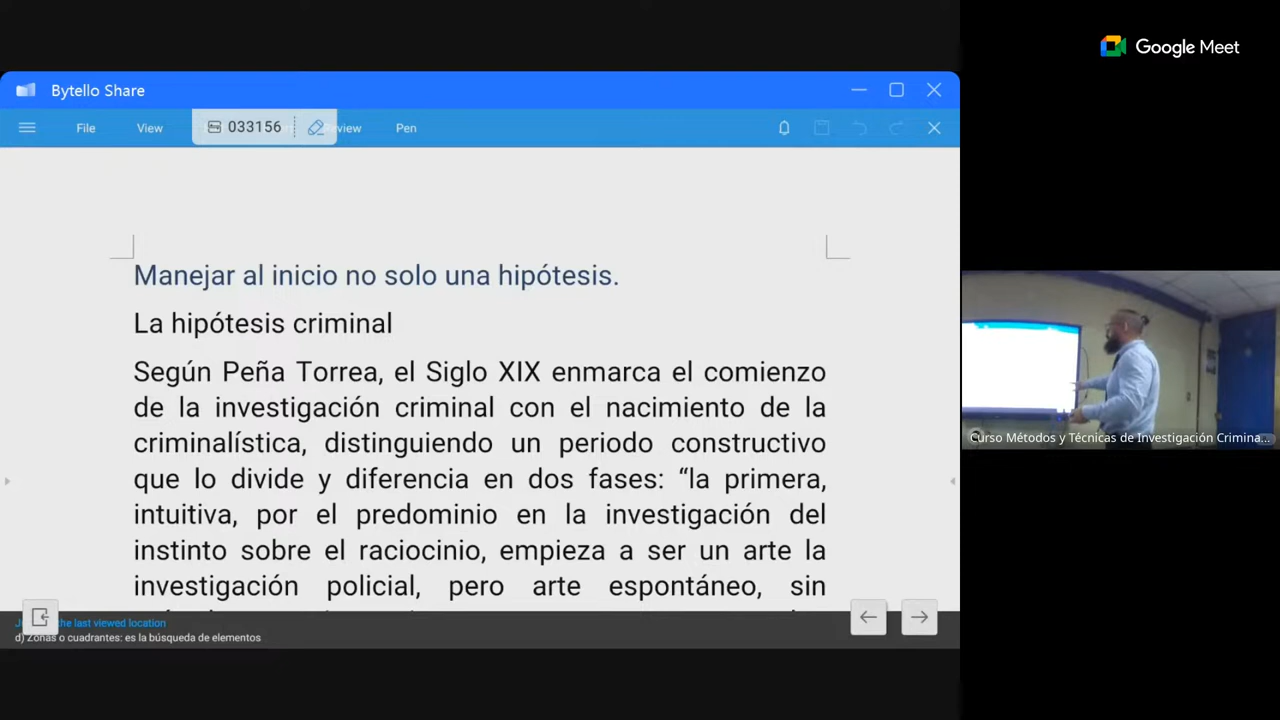 Google Meet
Bytello Share
File View 033156 Review Pen
Manejar al inicio no solo una hipótesis.
La hipótesis criminal
Según Peña Torrea, el Siglo XIX enmarca el comienzo
de la investigación criminal con el nacimiento de la
criminalística, distinguiendo un periodo constructivo
que lo divide y diferencia en dos fases: “la primera,
intuitiva, por el predominio en la investigación del
instinto sobre el raciocinio, empieza a ser un arte la
investigación policial, pero arte espontáneo, sin
the last viewed location
d) Zonas o cuadrantes: es la búsqueda de elementos
Curso Métodos y Técnicas de Investigación Crimina...